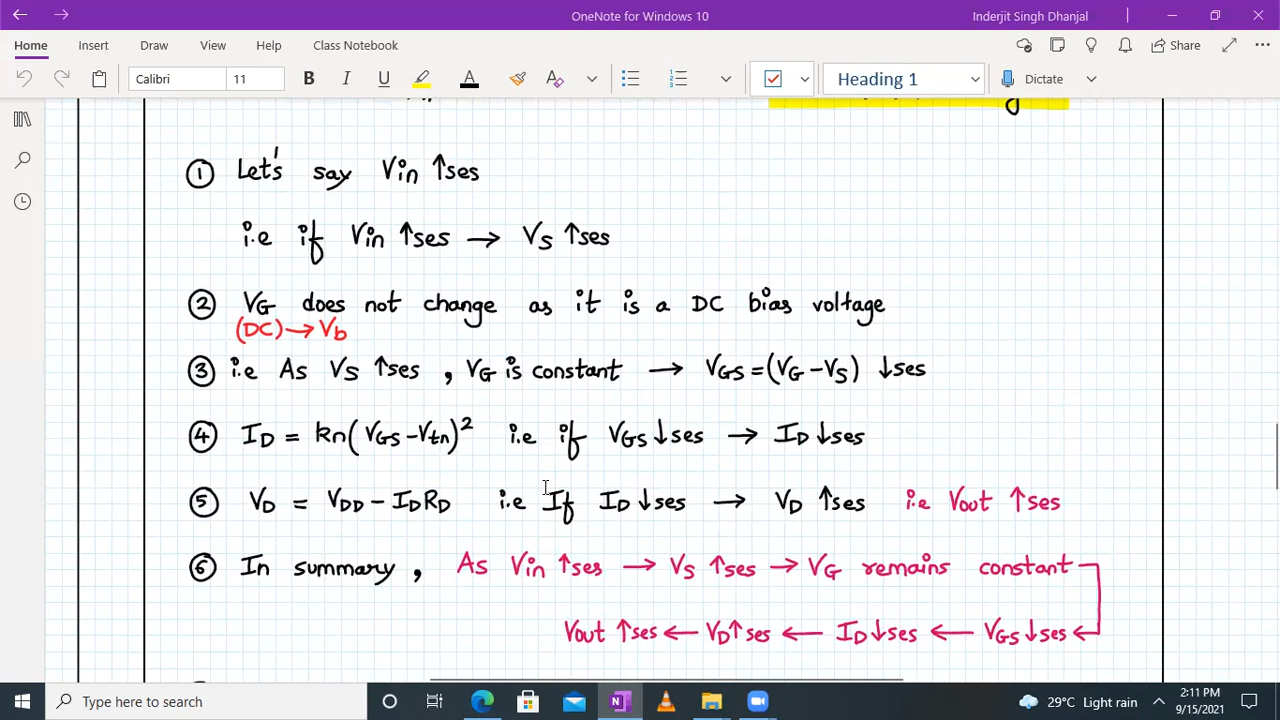 OneNote for Windows 10
Inderjit Singh Dhanjal
Home Insert Draw View Help Class Notebook
Share
Calibri 11 B I U A Heading 1 Dictate
① Let's say Vin ↑ses
i.e if Vin ↑ses → VS ↑ses
② VG does not change as it is a DC bias voltage
(DC) → Vb
③ i.e As VS ↑ses , VG is constant → VGS = (VG - VS) ↓ses
④ ID = kn(VGS - Vtn)² i.e if VGS ↓ses → ID ↓ses
⑤ VD = VDD - IDRD i.e If ID ↓ses → VD ↑ses i.e Vout ↑ses
⑥ In summary , As Vin ↑ses → VS ↑ses → VG remains constant
Vout ↑ses ← VD ↑ses ← ID ↓ses ← VGS ↓ses ←
Type here to search
29°C Light rain
2:11 PM
9/15/2021